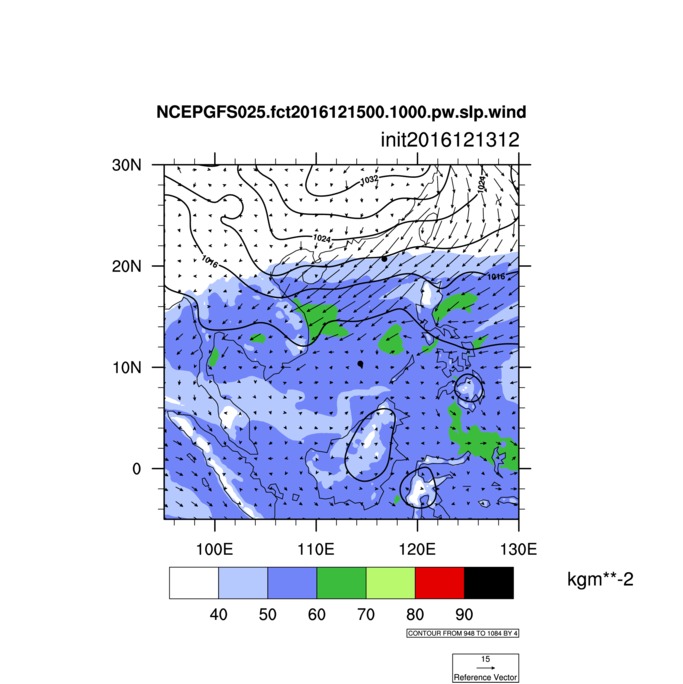 NCEPGFS025.fct2016121500.1000.pw.slp.wind
init2016121312
30N
20N
10N
0
1032
1024
1024
1016
1016
100E 110E 120E 130E
kgm**-2
40 50 60 70 80 90
CONTOUR FROM 948 TO 1084 BY 4
15
Reference Vector